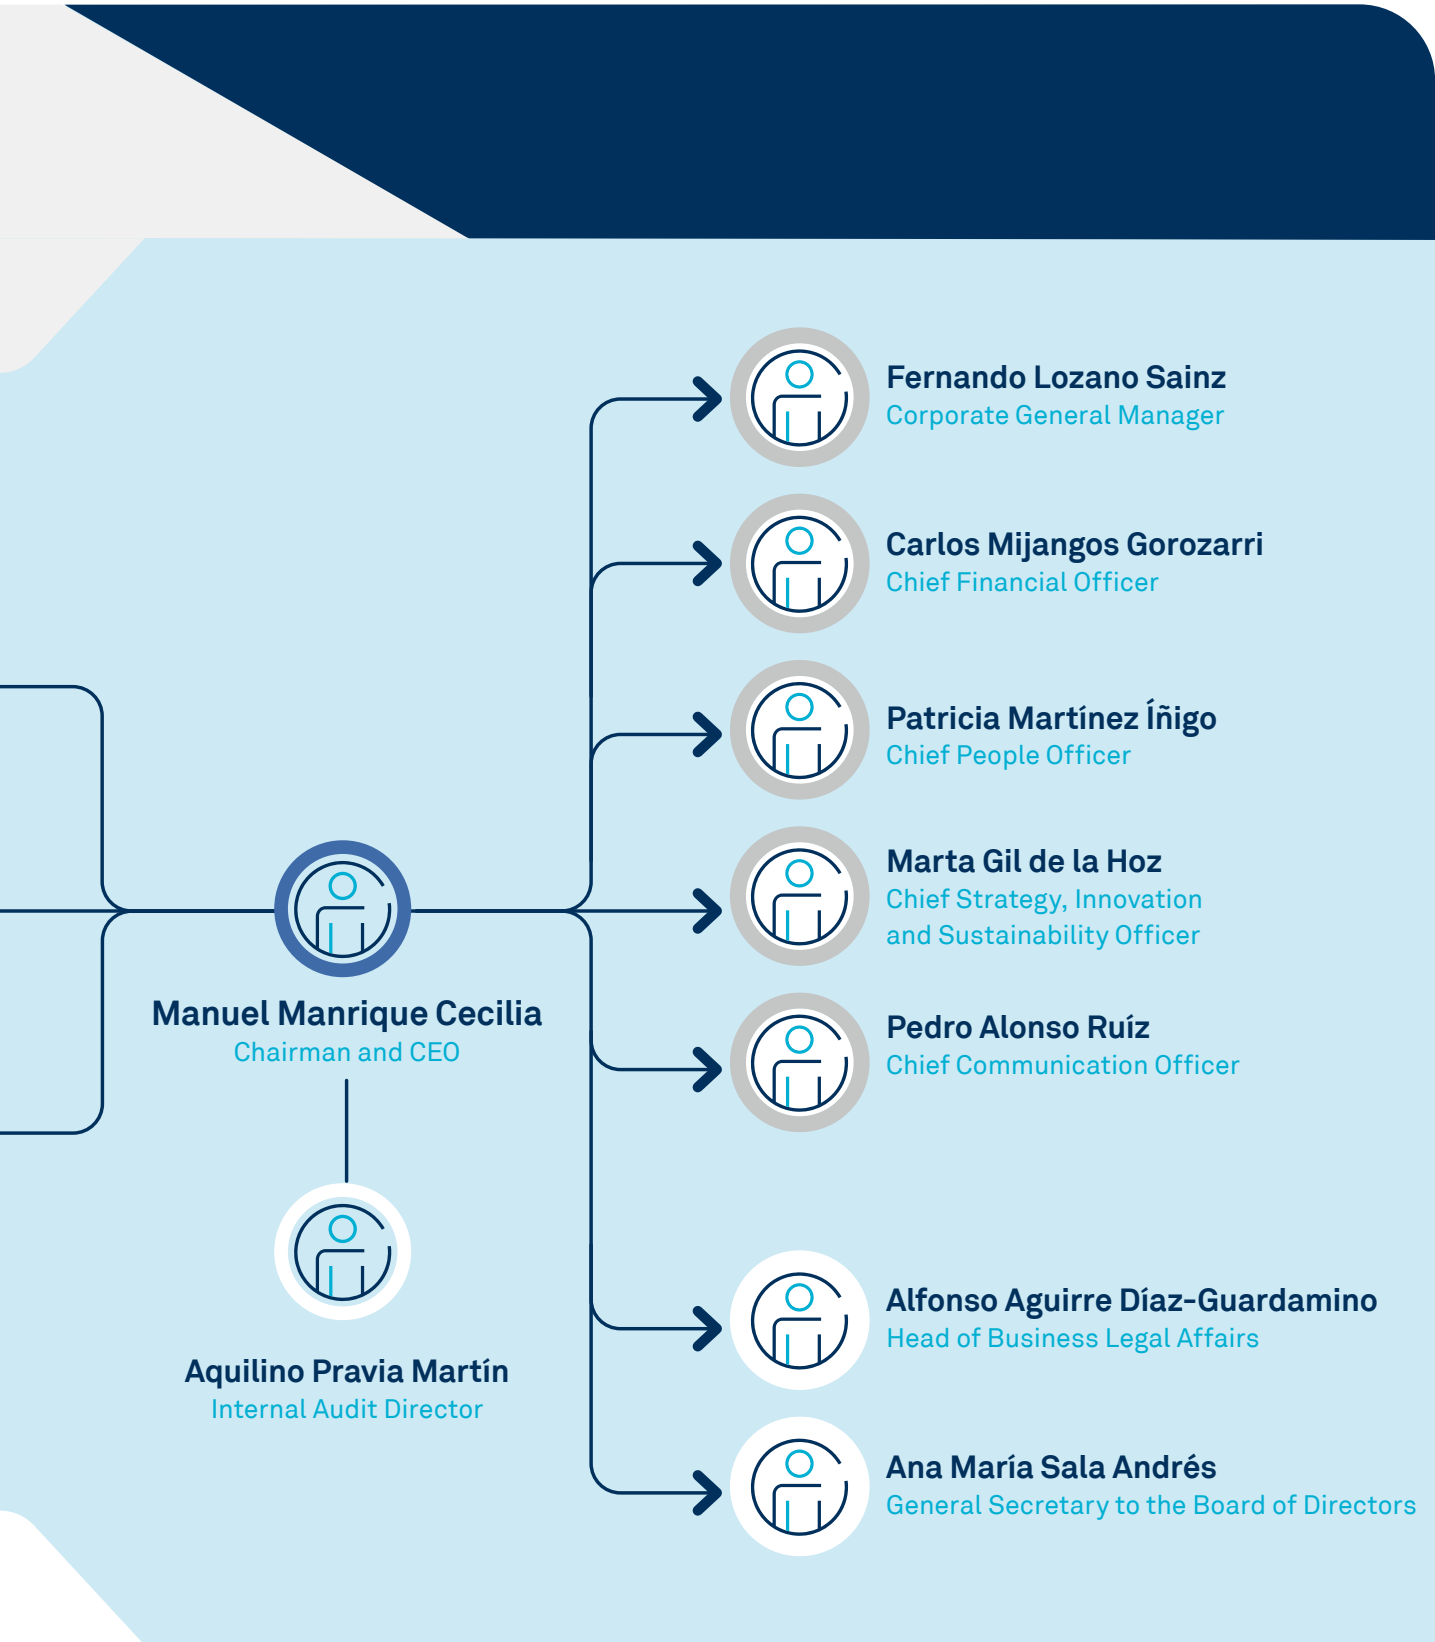 Fernando Lozano Sainz
Corporate General Manager
Carlos Mijangos Gorozarri
Chief Financial Officer
Patricia Martínez Íñigo
Chief People Officer
Marta Gil de la Hoz
Chief Strategy, Innovation
and Sustainability Officer
Manuel Manrique Cecilia
Chairman and CEO
Pedro Alonso Ruíz
Chief Communication Officer
Aquilino Pravia Martín
Internal Audit Director
Alfonso Aguirre Díaz-Guardamino
Head of Business Legal Affairs
Ana María Sala Andrés
General Secretary to the Board of Directors